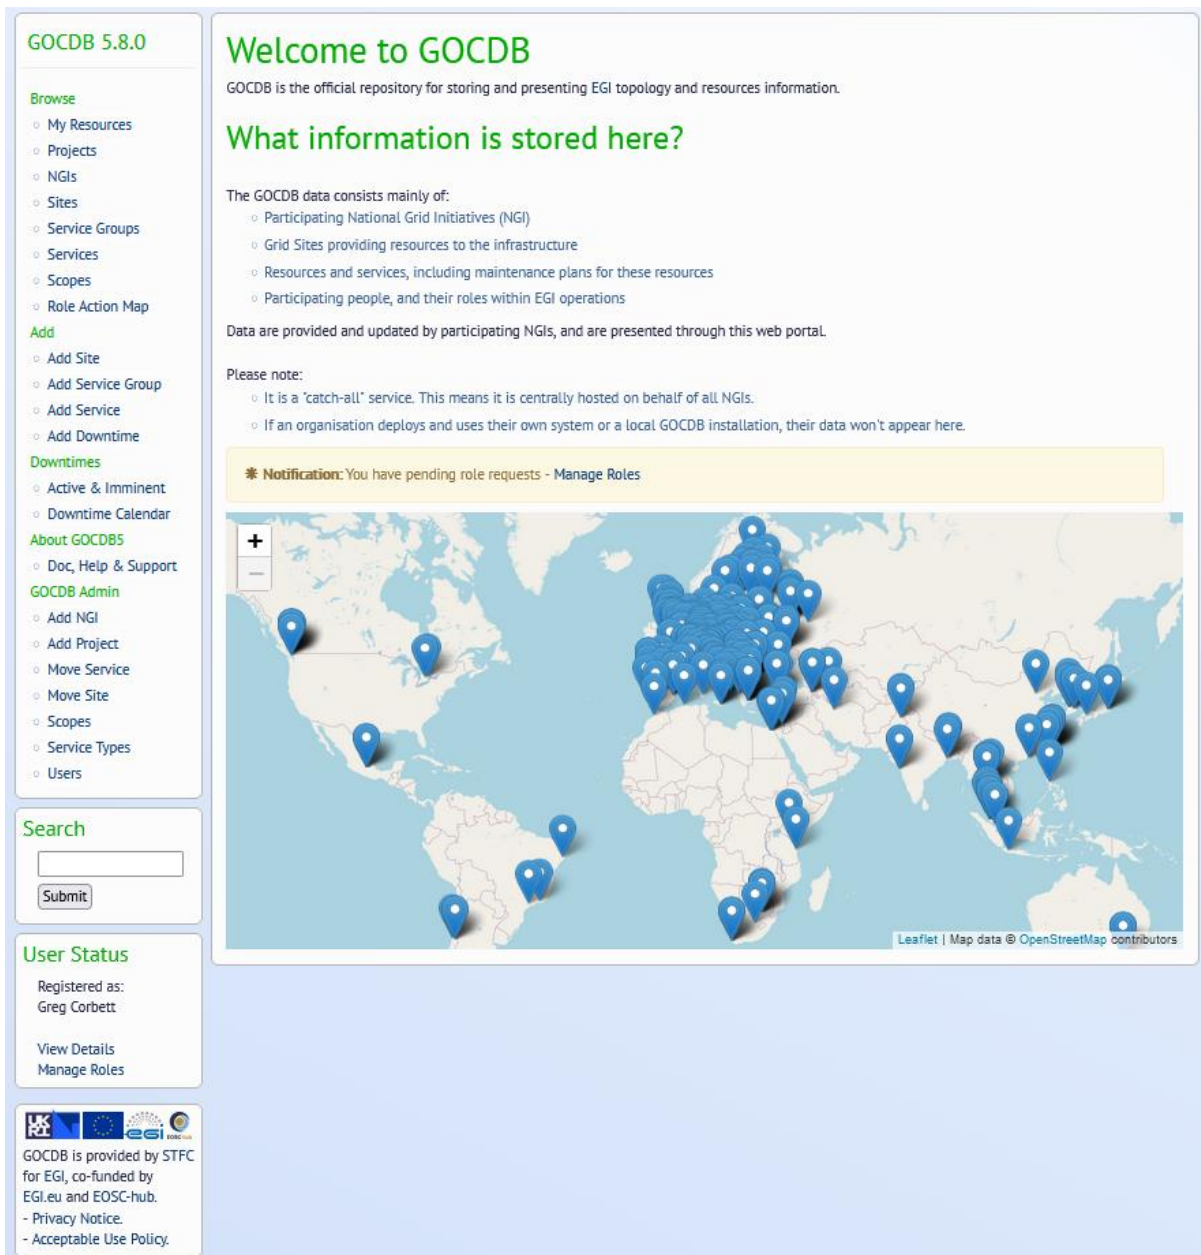 GOCDB 5.8.0
Browse
My Resources
Projects
NGIs
Sites
Service Groups
Services
Scopes
Role Action Map
Add
Add Site
Add Service Group
Add Service
Add Downtime
Downtimes
Active & Imminent
Downtime Calendar
About GOCDB5
Doc, Help & Support
GOCDB Admin
Add NGI
Add Project
Move Service
Move Site
Scopes
Service Types
Users
Search
Submit
User Status
Registered as:
Greg Corbett
View Details
Manage Roles
UKRI
egi
EOSC-hub
GOCDB is provided by STFC
for EGI, co-funded by
EGI.eu and EOSC-hub.
- Privacy Notice.
- Acceptable Use Policy.
Welcome to GOCDB
GOCDB is the official repository for storing and presenting EGI topology and resources information.
What information is stored here?
The GOCDB data consists mainly of:
Participating National Grid Initiatives (NGI)
Grid Sites providing resources to the infrastructure
Resources and services, including maintenance plans for these resources
Participating people, and their roles within EGI operations
Data are provided and updated by participating NGIs, and are presented through this web portal.
Please note:
It is a "catch-all" service. This means it is centrally hosted on behalf of all NGIs.
If an organisation deploys and uses their own system or a local GOCDB installation, their data won't appear here.
✱ Notification: You have pending role requests - Manage Roles
+
−
Leaflet | Map data © OpenStreetMap contributors